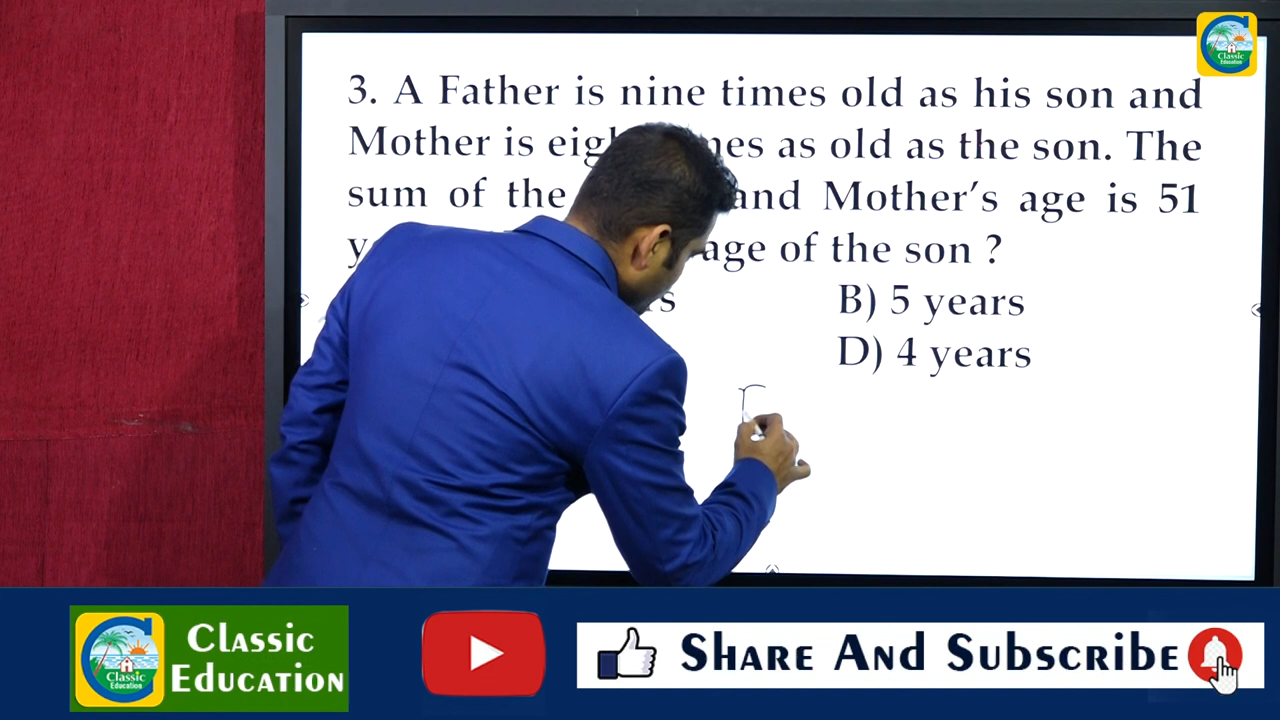 3. A Father is nine times old as his son and
Mother is as old as the son. The
sum of the and Mother's age is 51
age of the son ?
B) 5 years
D) 4 years
Classic
Education
Classic
Education
Classic
Education
Share And Subscribe